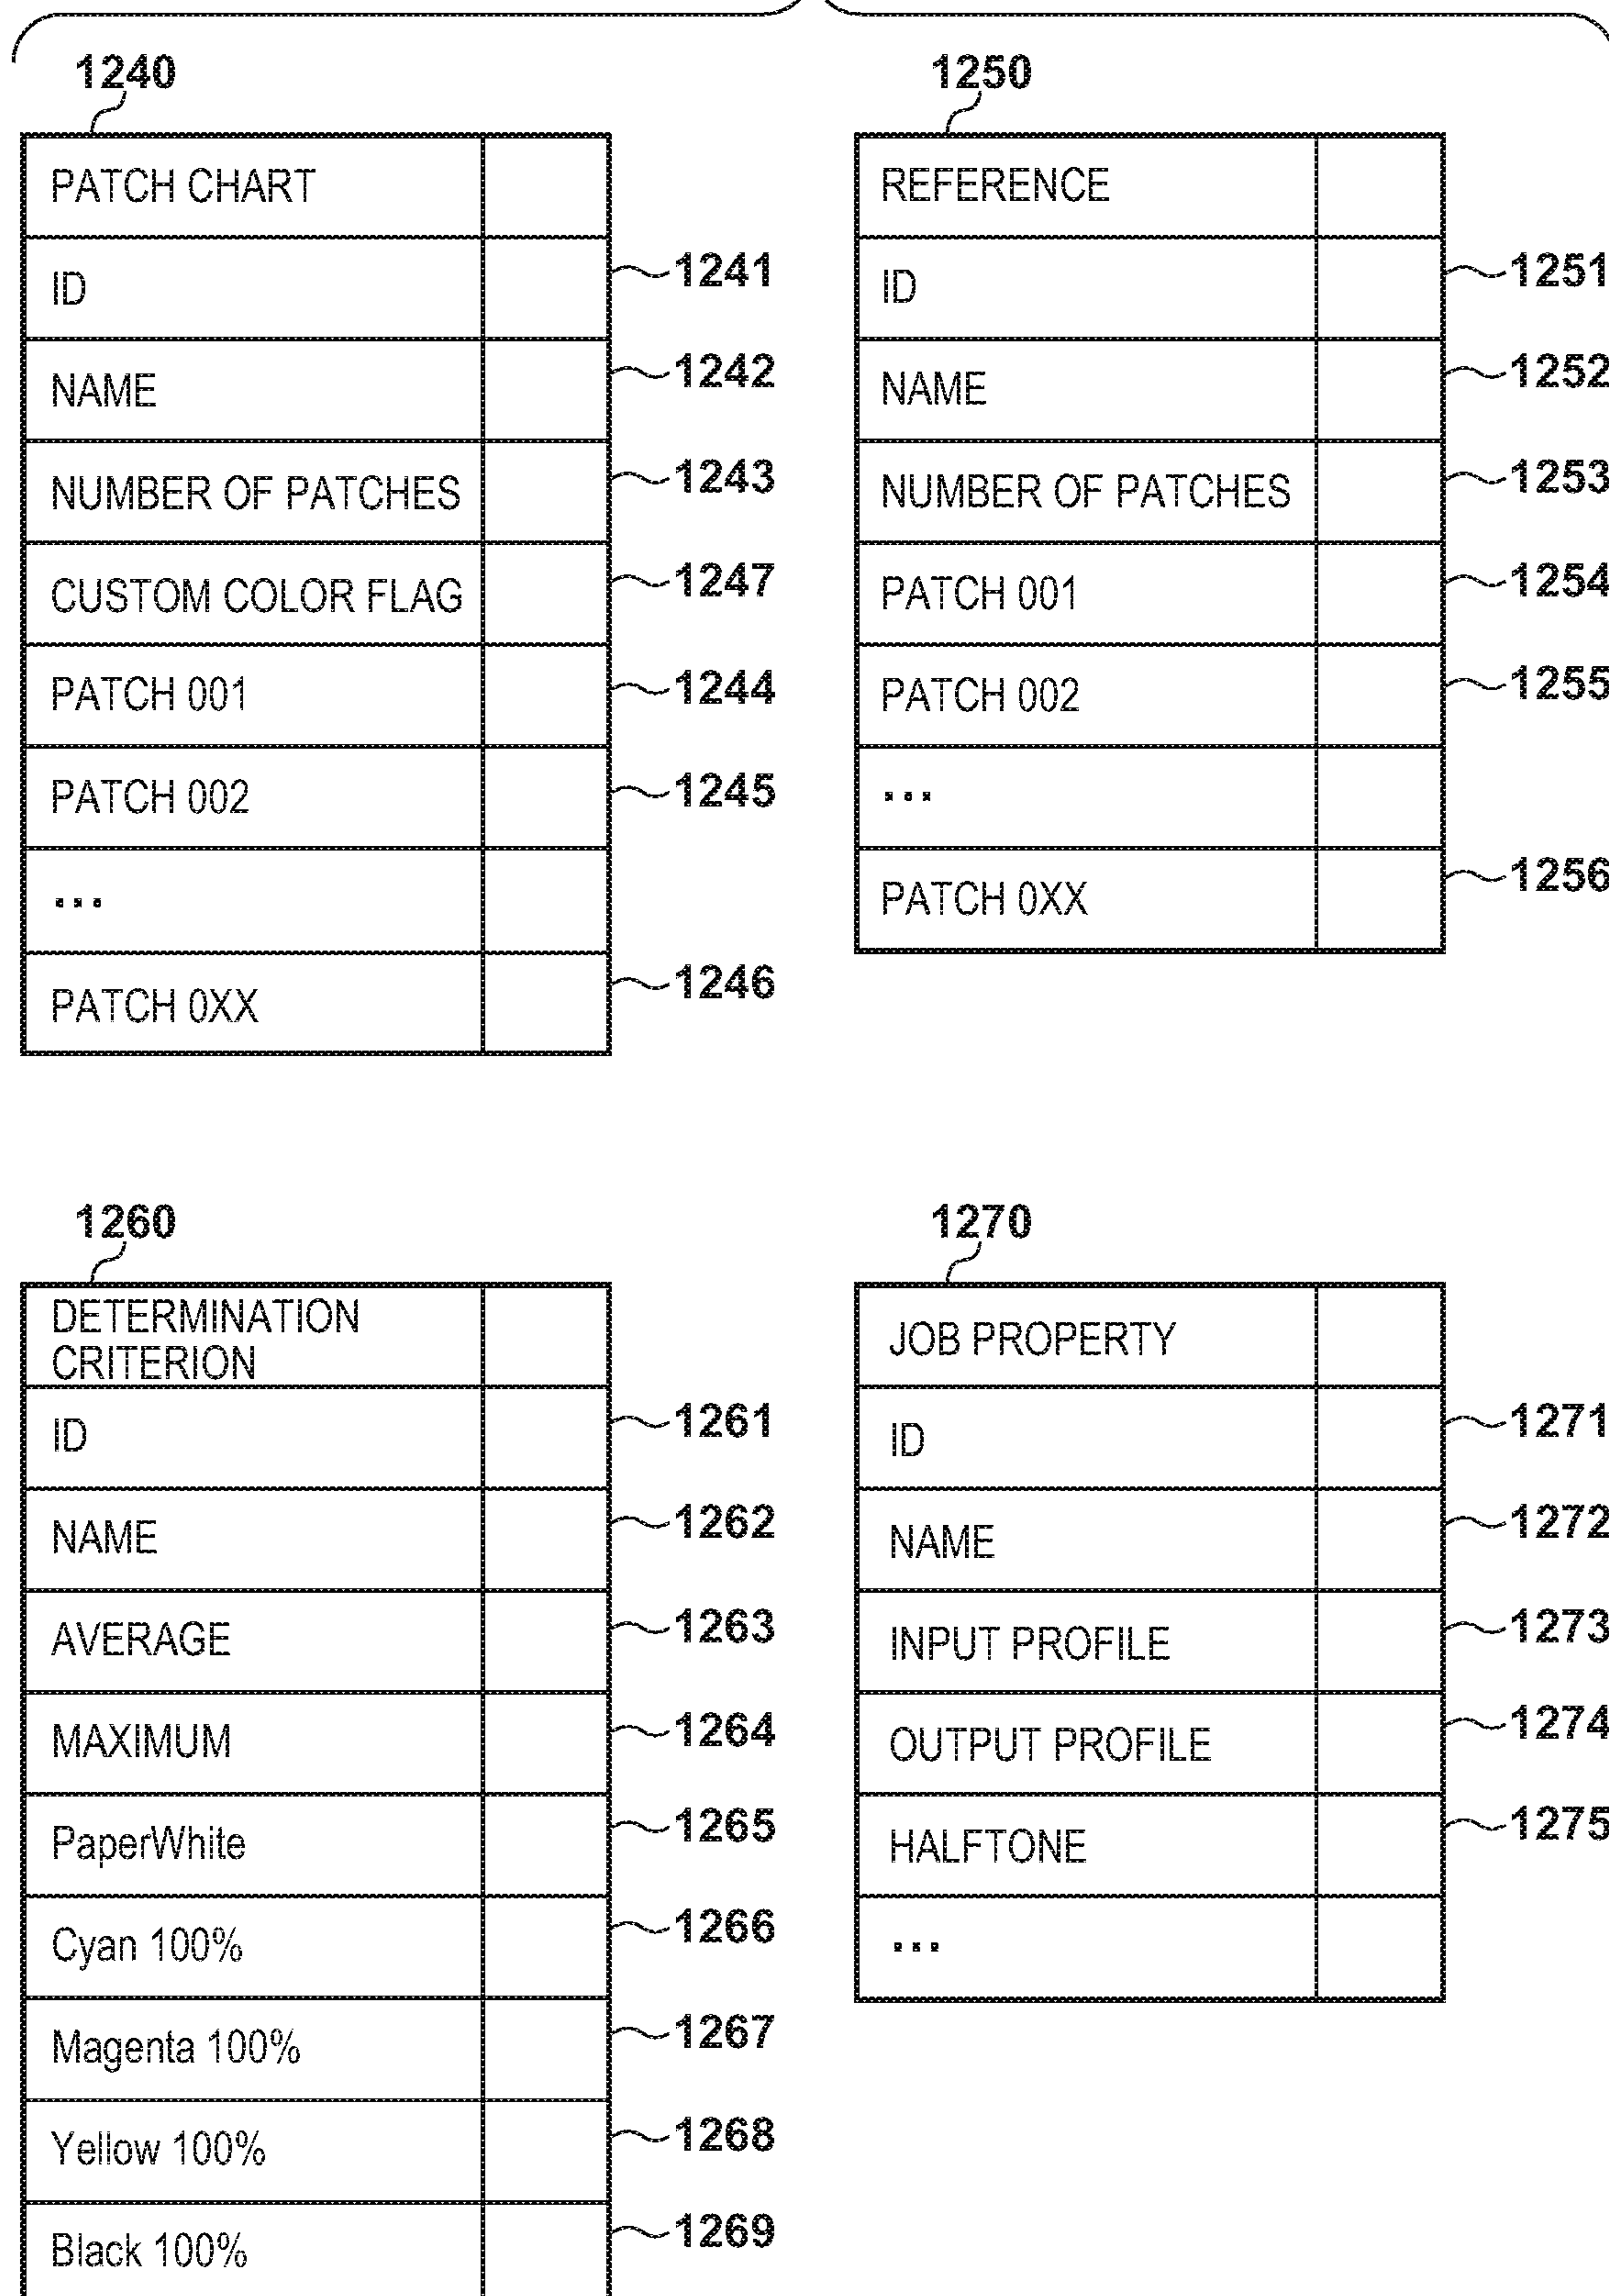 1240
PATCH CHART
ID
1241
NAME
1242
NUMBER OF PATCHES
1243
CUSTOM COLOR FLAG
1247
PATCH 001
1244
PATCH 002
1245
...
PATCH 0XX
1246
1250
REFERENCE
ID
1251
NAME
1252
NUMBER OF PATCHES
1253
PATCH 001
1254
PATCH 002
1255
...
PATCH 0XX
1256
1260
DETERMINATION
CRITERION
ID
1261
NAME
1262
AVERAGE
1263
MAXIMUM
1264
PaperWhite
1265
Cyan 100%
1266
Magenta 100%
1267
Yellow 100%
1268
Black 100%
1269
1270
JOB PROPERTY
ID
1271
NAME
1272
INPUT PROFILE
1273
OUTPUT PROFILE
1274
HALFTONE
1275
...